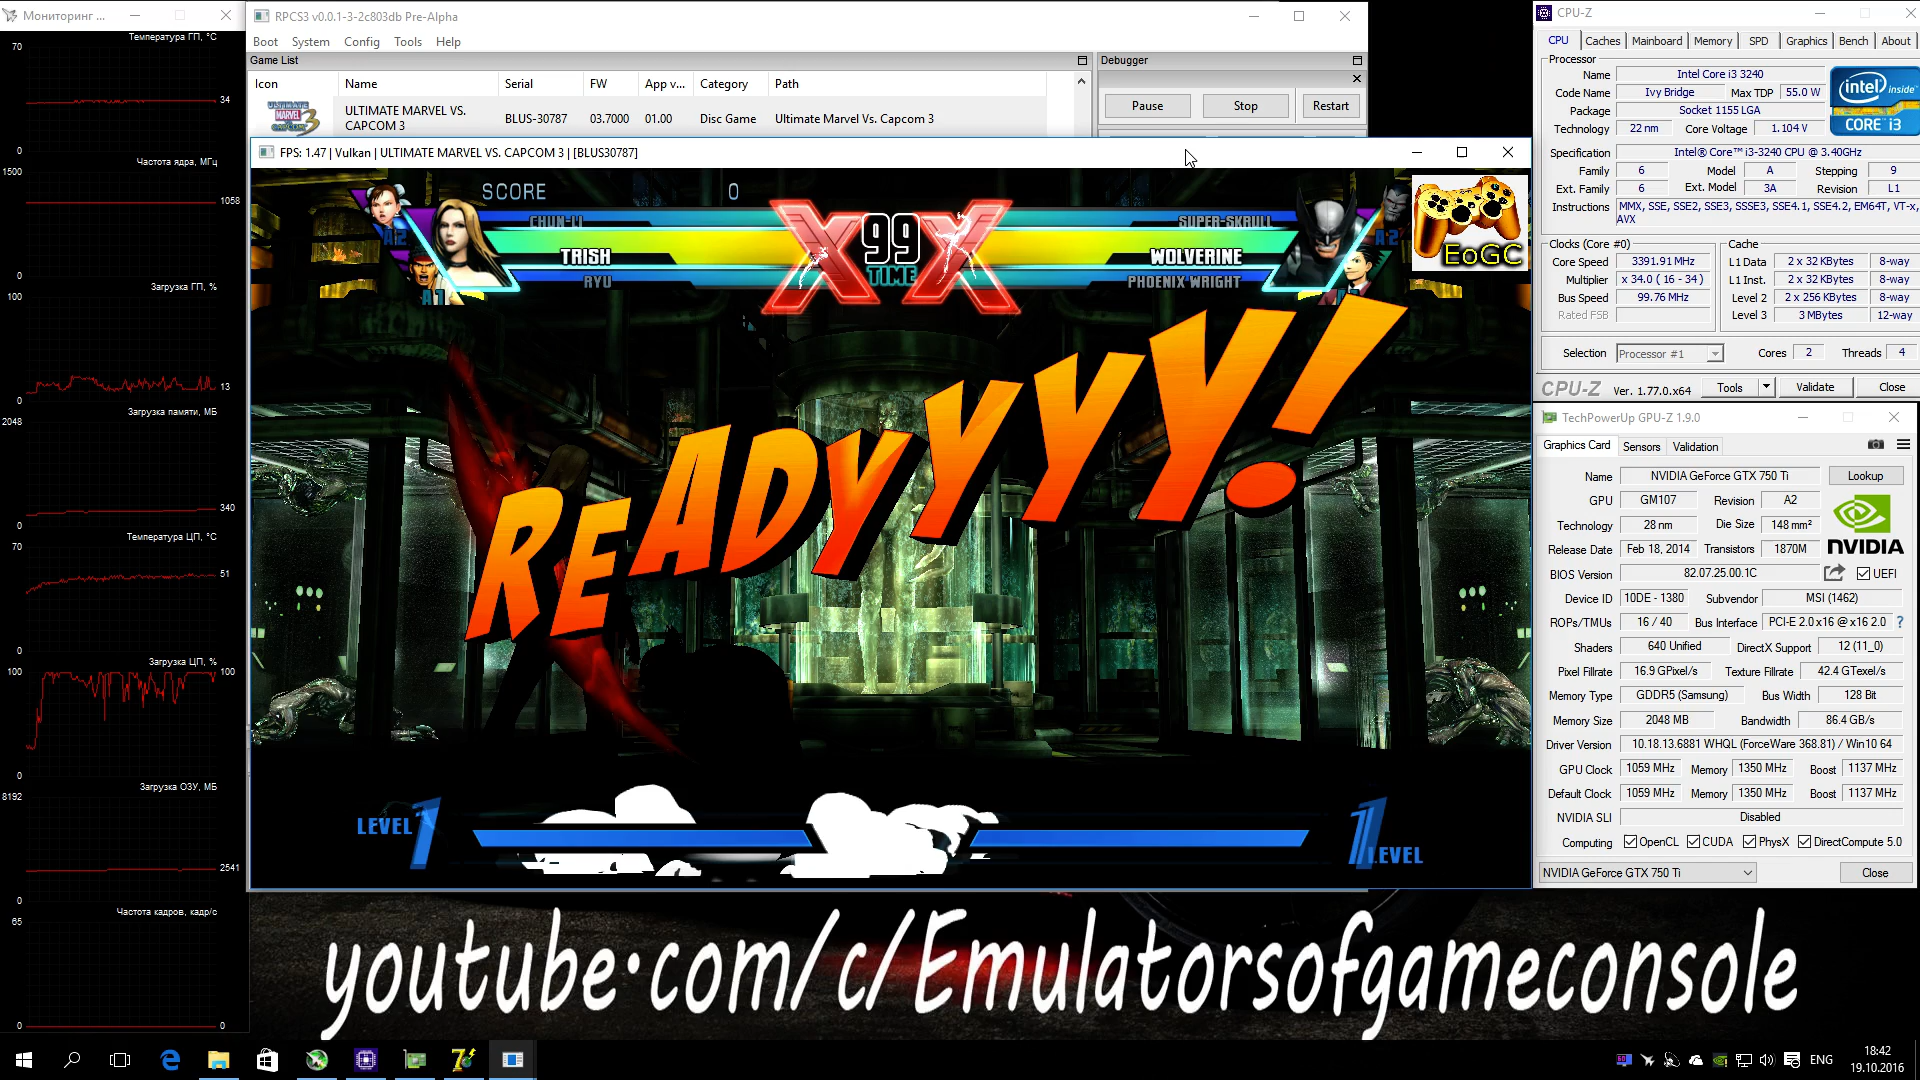 Мониторинг ...
Температура ГП, °C
70
34
0
Частота ядра, МГц
1500
1058
0
Загрузка ГП, %
100
13
0
Загрузка памяти, МБ
2048
340
0
Температура ЦП, °C
70
51
0
Загрузка ЦП, %
100
100
0
Загрузка ОЗУ, МБ
8192
2541
0
Частота кадров, кадр/с
65
0
0
RPCS3 v0.0.1-3-2c803db Pre-Alpha
Boot System Config Tools Help
Game List
Icon Name Serial FW App v... Category Path
ULTIMATE MARVEL VS. CAPCOM 3
ULTIMATE MARVEL VS.
CAPCOM 3
BLUS-30787 03.7000 01.00 Disc Game Ultimate Marvel Vs. Capcom 3
Debugger
Pause Stop Restart
FPS: 1.47 | Vulkan | ULTIMATE MARVEL VS. CAPCOM 3 | [BLUS30787]
SCORE 0
CHUN-LI
A2
TRISH
RYU
A1
99
TIME
SUPER-SKRULL
A2
WOLVERINE
PHOENIX WRIGHT
EoGC
READYYYY!
LEVEL 1
1 LEVEL
youtube.com/c/Emulatorsofgameconsole
CPU-Z
CPU Caches Mainboard Memory SPD Graphics Bench About
Processor
Name Intel Core i3 3240
Code Name Ivy Bridge Max TDP 55.0 W
Package Socket 1155 LGA
Technology 22 nm Core Voltage 1.104 V
intel inside™
CORE i3
Specification Intel® Core™ i3-3240 CPU @ 3.40GHz
Family 6 Model A Stepping 9
Ext. Family 6 Ext. Model 3A Revision L1
Instructions MMX, SSE, SSE2, SSE3, SSSE3, SSE4.1, SSE4.2, EM64T, VT-x,
AVX
Clocks (Core #0)
Core Speed 3391.91 MHz
Multiplier x 34.0 ( 16 - 34 )
Bus Speed 99.76 MHz
Rated FSB
Cache
L1 Data 2 x 32 KBytes 8-way
L1 Inst. 2 x 32 KBytes 8-way
Level 2 2 x 256 KBytes 8-way
Level 3 3 MBytes 12-way
Selection Processor #1 Cores 2 Threads 4
CPU-Z Ver. 1.77.0.x64 Tools Validate Close
TechPowerUp GPU-Z 1.9.0
Graphics Card Sensors Validation
Name NVIDIA GeForce GTX 750 Ti Lookup
GPU GM107 Revision A2
Technology 28 nm Die Size 148 mm²
Release Date Feb 18, 2014 Transistors 1870M
NVIDIA
BIOS Version 82.07.25.00.1C UEFI
Device ID 10DE - 1380 Subvendor MSI (1462)
ROPs/TMUs 16 / 40 Bus Interface PCI-E 2.0 x16 @ x16 2.0 ?
Shaders 640 Unified DirectX Support 12 (11_0)
Pixel Fillrate 16.9 GPixel/s Texture Fillrate 42.4 GTexel/s
Memory Type GDDR5 (Samsung) Bus Width 128 Bit
Memory Size 2048 MB Bandwidth 86.4 GB/s
Driver Version 10.18.13.6881 WHQL (ForceWare 368.81) / Win10 64
GPU Clock 1059 MHz Memory 1350 MHz Boost 1137 MHz
Default Clock 1059 MHz Memory 1350 MHz Boost 1137 MHz
NVIDIA SLI Disabled
Computing OpenCL CUDA PhysX DirectCompute 5.0
NVIDIA GeForce GTX 750 Ti Close
ENG
18:42
19.10.2016